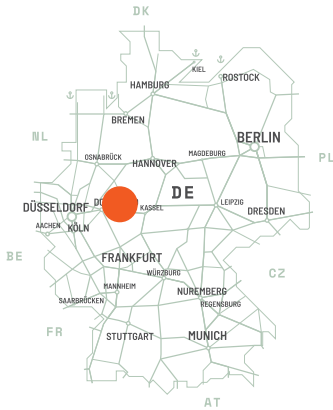 DK
KIEL
ROSTOCK
HAMBURG
BREMEN
NL
BERLIN
OSNABRÜCK
HANNOVER
MAGDEBURG
PL
DE
DÜSSELDORF
KASSEL
LEIPZIG
DRESDEN
AACHEN
KÖLN
BE
FRANKFURT
WÜRZBURG
CZ
MANNHEIM
NUREMBERG
SAARBRÜCKEN
REGENSBURG
FR
STUTTGART
MUNICH
AT